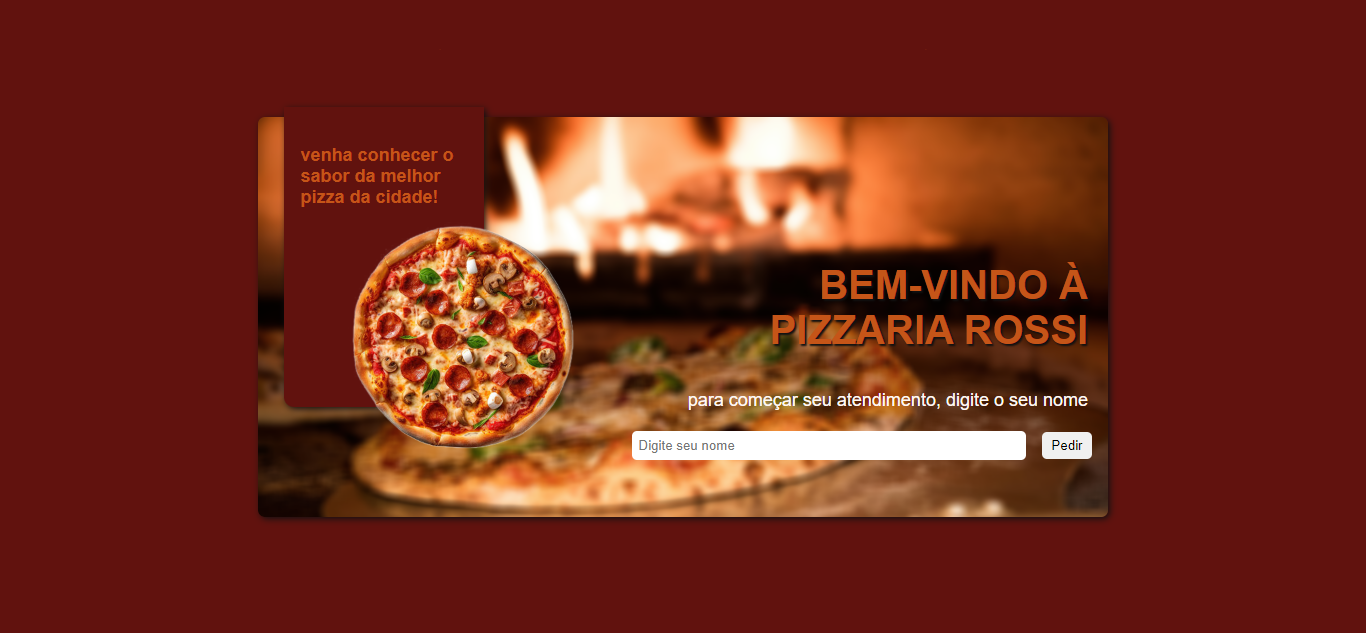 venha conhecer o
sabor da melhor
pizza da cidade!
BEM-VINDO À
PIZZARIA ROSSI
para começar seu atendimento, digite o seu nome
Digite seu nome
Pedir